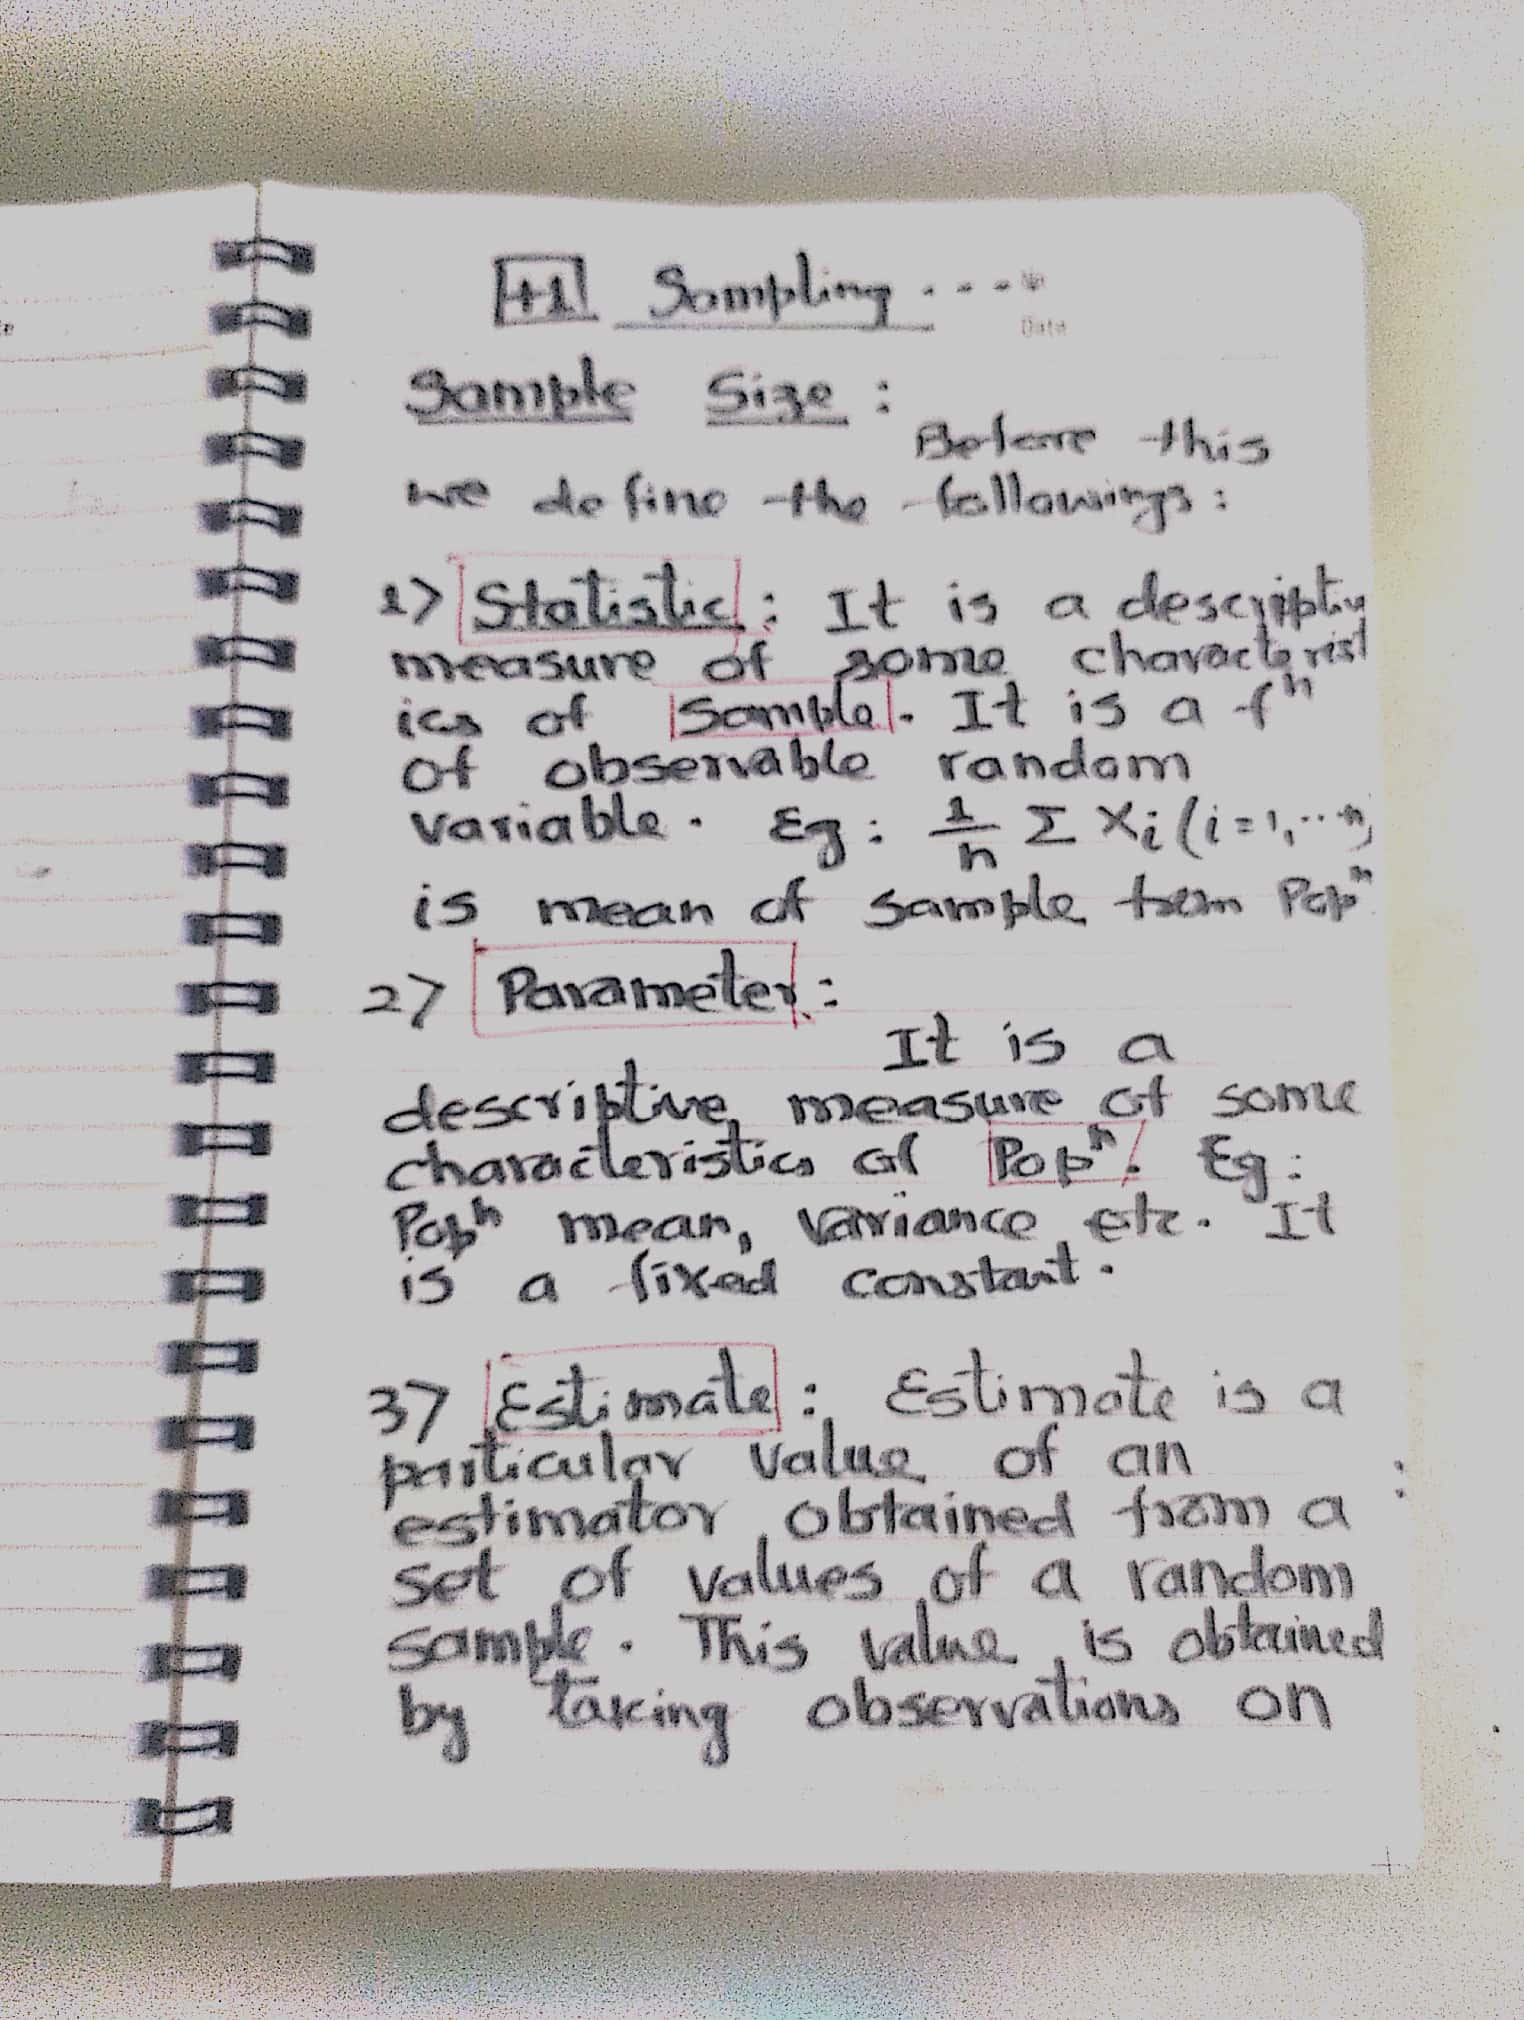 +1 Sampling ---- No
Date
Sample Size :
Before this
we define the followings :
1> Statistic : It is a descriptiv
measure of some characterist
ics of Sample. It is a fⁿ
of observable random
variable. Eg : 1/n Σ Xi (i = 1, ... n)
is mean of sample from Popⁿ.
2> Parameter :
It is a
descriptive measure of some
characteristics of Popⁿ. Eg :
Popⁿ mean, variance etc. It
is a fixed constant.
3> Estimate : Estimate is a
particular value of an
estimator obtained from a
set of values of a random
sample. This value is obtained
by taking observations on